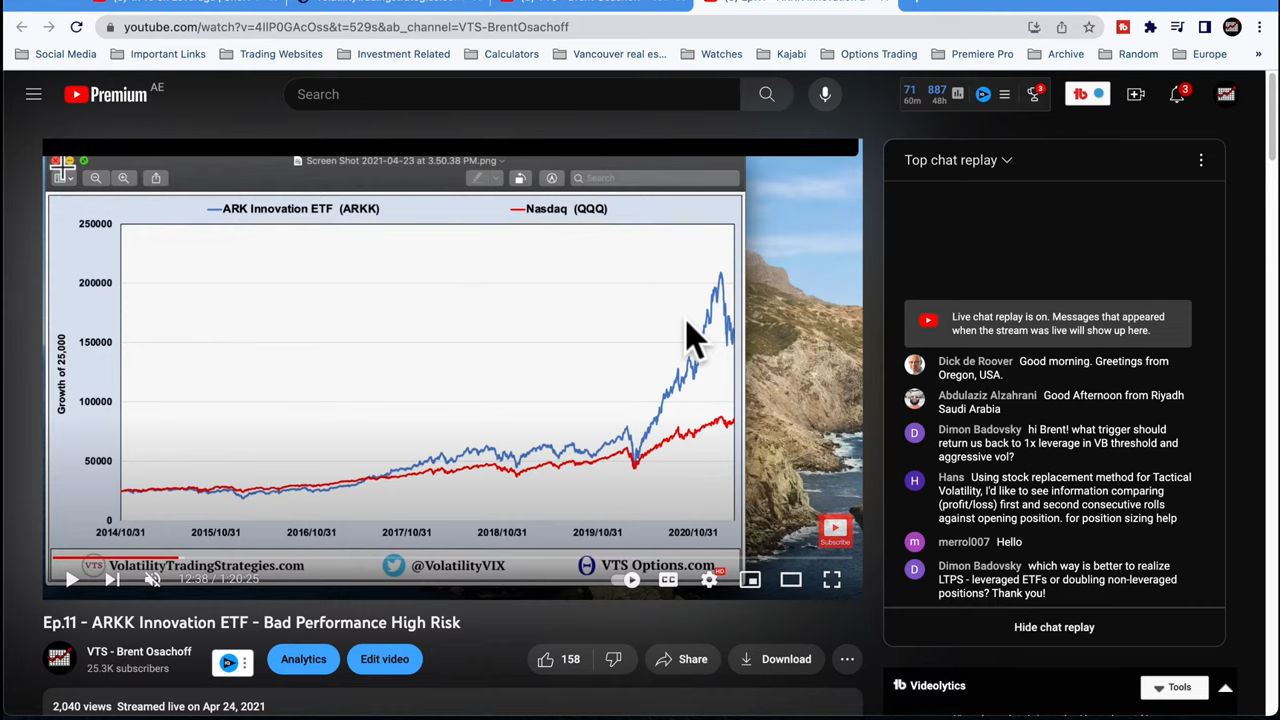 youtube.com/watch?v=4IIP0GAcOss&t=529s&ab_channel=VTS-BrentOsachoff
Social Media
Important Links
Trading Websites
Investment Related
Calculators
Vancouver real es...
Watches
Kajabi
Options Trading
Premiere Pro
Archive
Random
Europe
»
Premium AE
Search
71 60m
887 48h
3
3
Screen Shot 2021-04-23 at 3.50.38 PM.png
Search
ARK Innovation ETF (ARKK)
Nasdaq (QQQ)
250000
200000
150000
100000
50000
0
Growth of 25,000
2014/10/31
2015/10/31
2016/10/31
2017/10/31
2018/10/31
2019/10/31
2020/10/31
Subscribe
VTS VolatilityTradingStrategies.com
@VolatilityVIX
VTS Options.com
12:38 / 1:20:25
CC
HD
Ep.11 - ARKK Innovation ETF - Bad Performance High Risk
VTS - Brent Osachoff
25.3K subscribers
Analytics
Edit video
158
Share
Download
2,040 views Streamed live on Apr 24, 2021
Top chat replay
Live chat replay is on. Messages that appeared
when the stream was live will show up here.
Dick de Roover Good morning. Greetings from
Oregon, USA.
Abdulaziz Alzahrani Good Afternoon from Riyadh
Saudi Arabia
D
Dimon Badovsky hi Brent! what trigger should
return us back to 1x leverage in VB threshold and
aggressive vol?
H
Hans Using stock replacement method for Tactical
Volatility, I'd like to see information comparing
(profit/loss) first and second consecutive rolls
against opening position. for position sizing help
m
merrol007 Hello
D
Dimon Badovsky which way is better to realize
LTPS - leveraged ETFs or doubling non-leveraged
positions? Thank you!
Hide chat replay
Videolytics
Tools